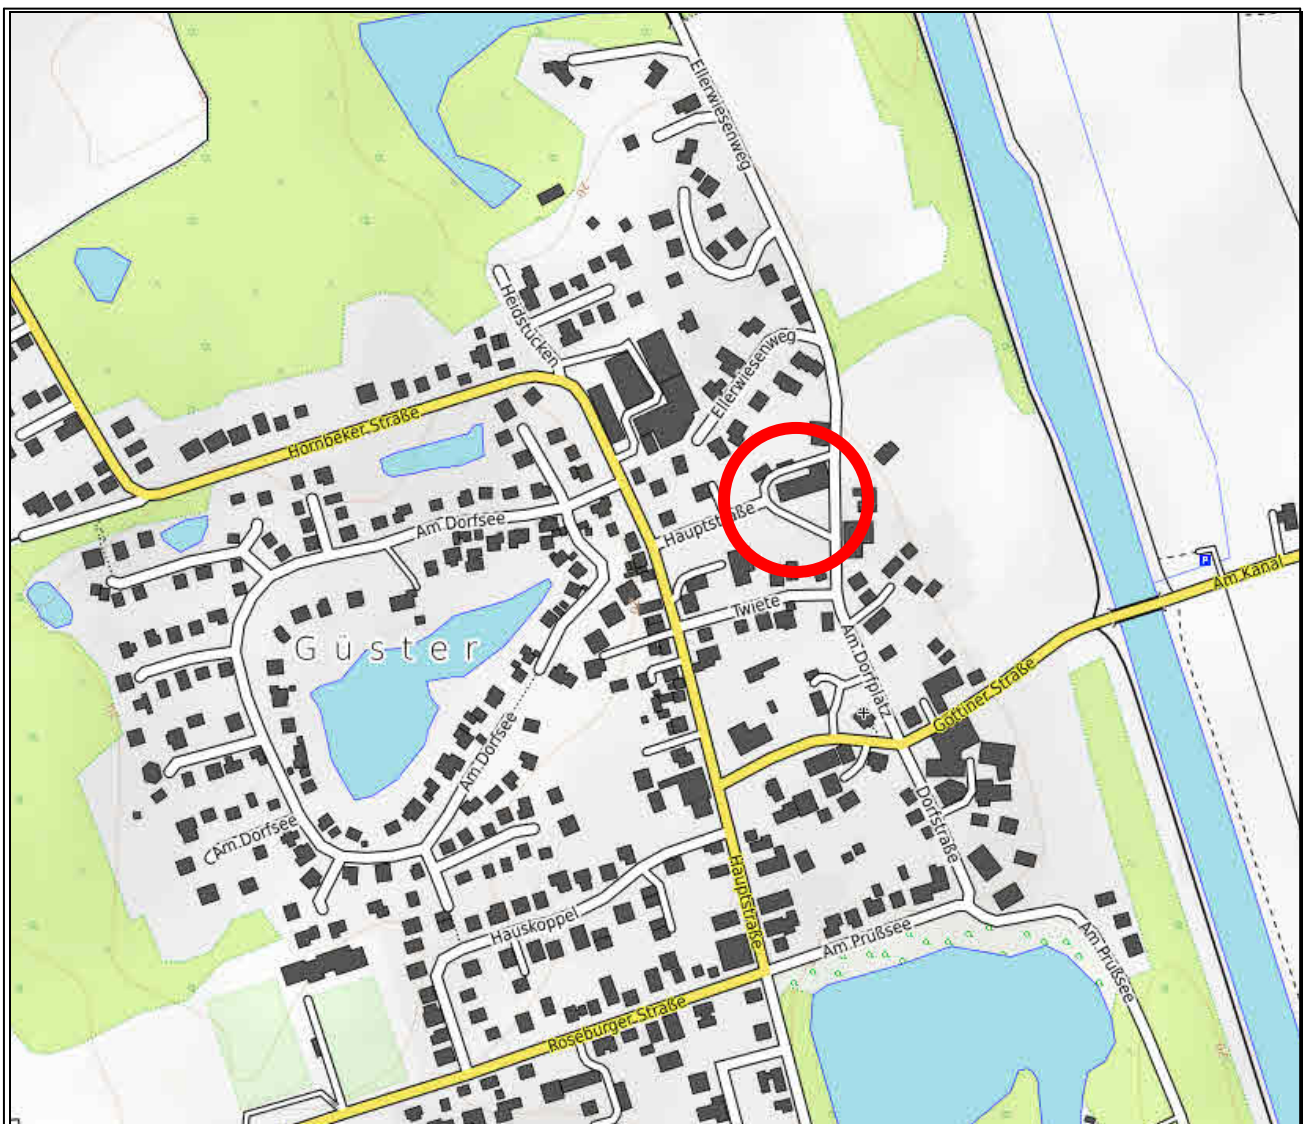 Ellerwiesenweg
20
Heidstücken
Ellerwiesenweg
Hornbeker Straße
Am Dorfsee
Hauptstraße
P
Am Kanal
Twiete
Güster
Am Dorfplatz
Göttiner Straße
Am Dorfsee
Am Dorfsee
Dorfstraße
Hauptstraße
Hauskoppel
Am Prüßsee
Am Prüßsee
Roseburger Straße